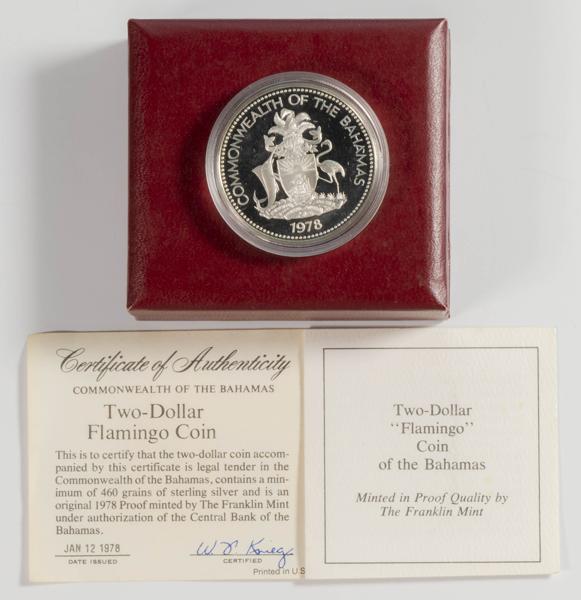 COMMONWEALTH OF THE BAHAMAS
1978
Certificate of Authenticity
COMMONWEALTH OF THE BAHAMAS
Two-Dollar
Flamingo Coin
This is to certify that the two-dollar coin accom-
panied by this certificate is legal tender in the
Commonwealth of the Bahamas, contains a min-
imum of 460 grains of sterling silver and is an
original 1978 Proof minted by The Franklin Mint
under authorization of the Central Bank of the
Bahamas.
JAN 12 1978
DATE ISSUED
CERTIFIED
Printed in U.S
Two-Dollar
"Flamingo"
Coin
of the Bahamas
Minted in Proof Quality by
The Franklin Mint